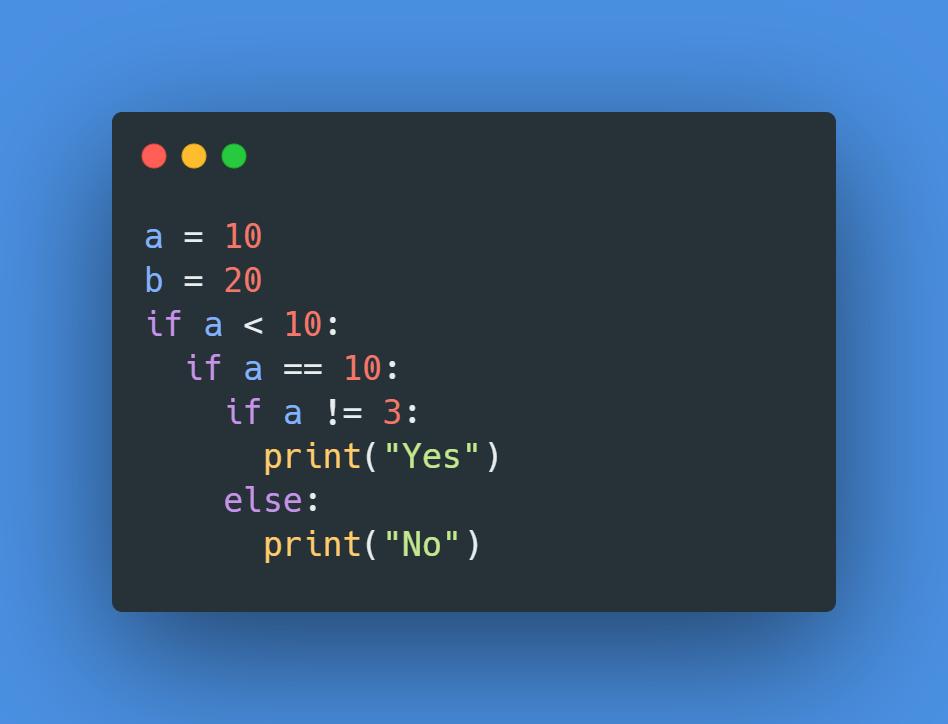 a = 10
b = 20
if a < 10:
  if a == 10:
    if a != 3:
      print("Yes")
    else:
      print("No")